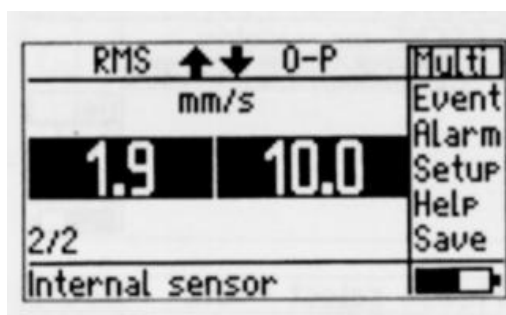 RMS 0-P Multi
mm/s Event
Alarm
1.9 10.0 Setup
Help
2/2 Save
Internal sensor